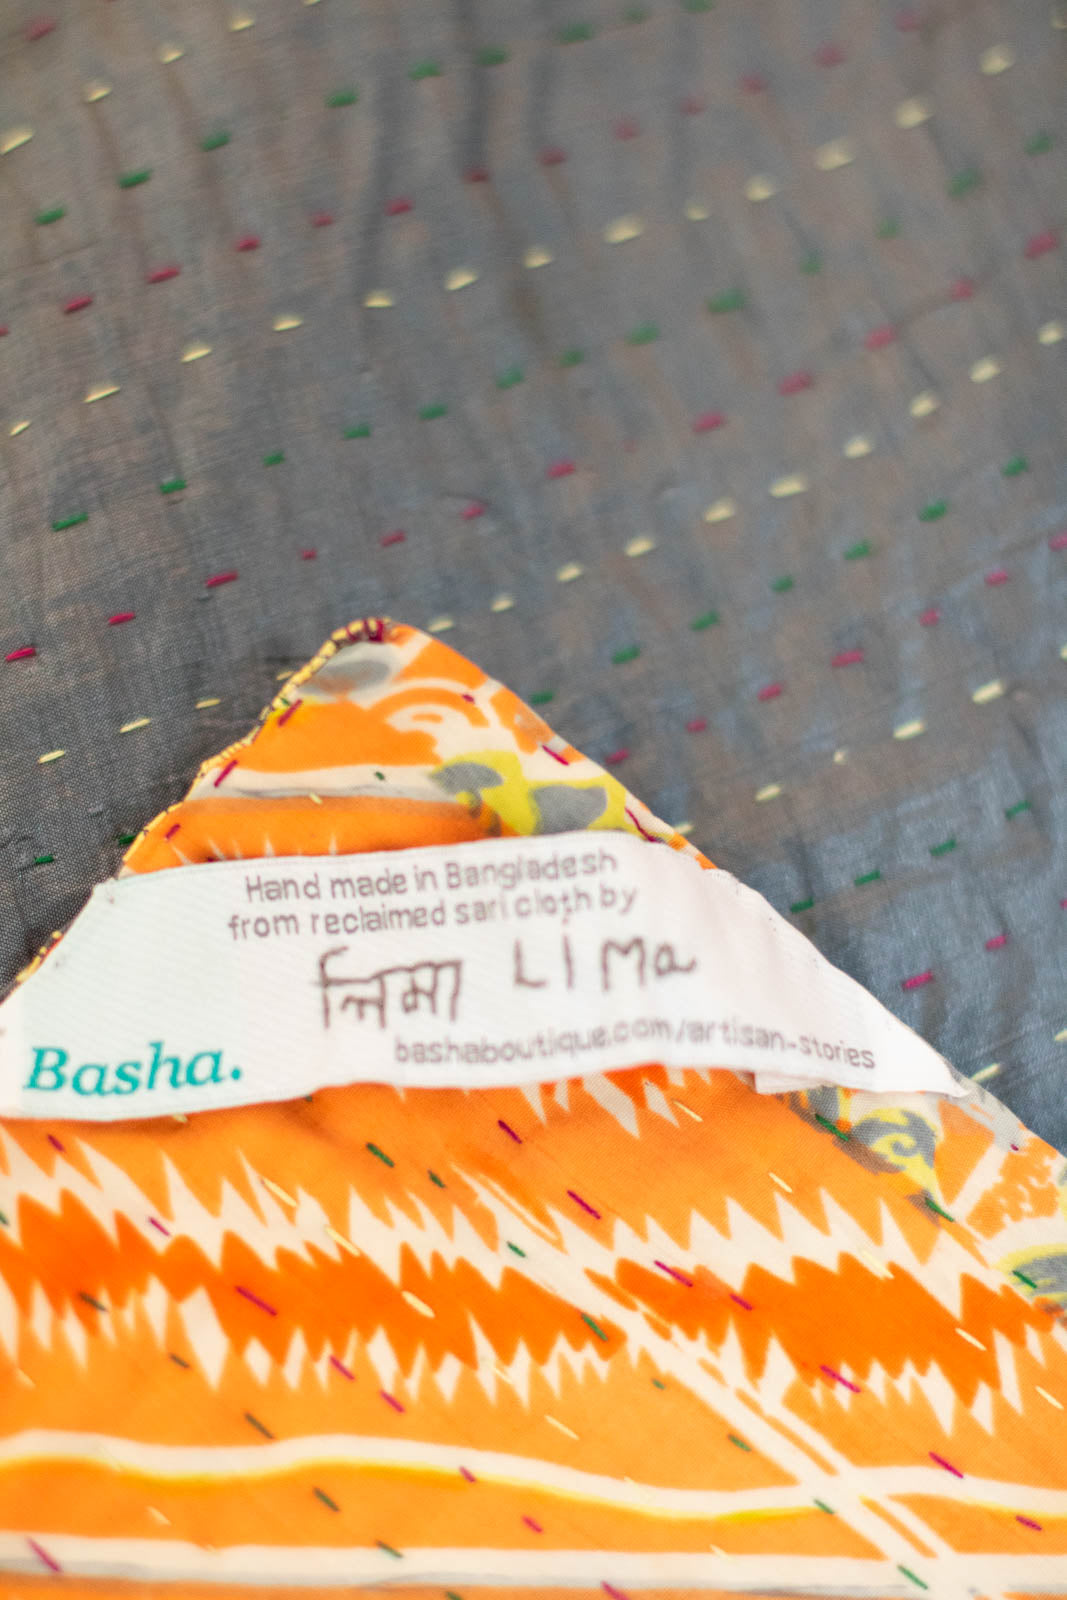 Hand made in Bangladesh
from reclaimed sari cloth by
লিমা LiMa
bashaboutique.com/artisan-stories
Basha.